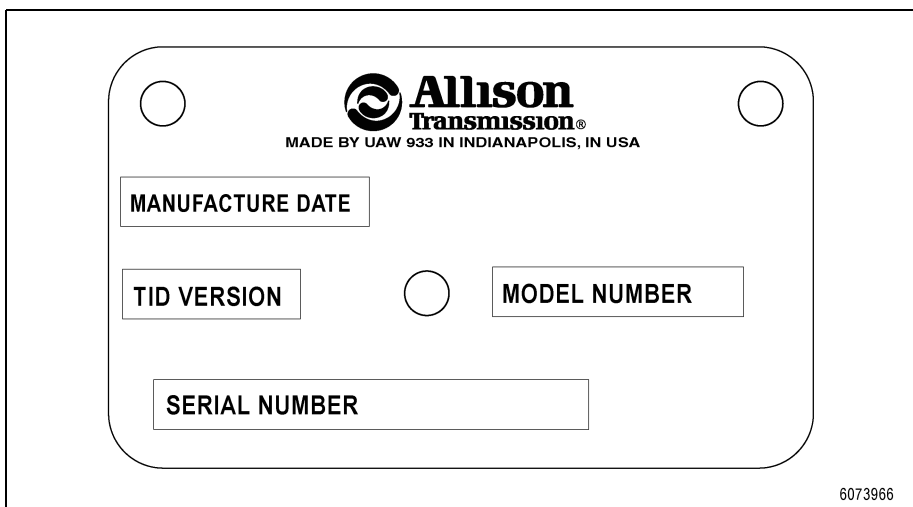 Allison
Transmission®
MADE BY UAW 933 IN INDIANAPOLIS, IN USA
MANUFACTURE DATE
TID VERSION
MODEL NUMBER
SERIAL NUMBER
6073966